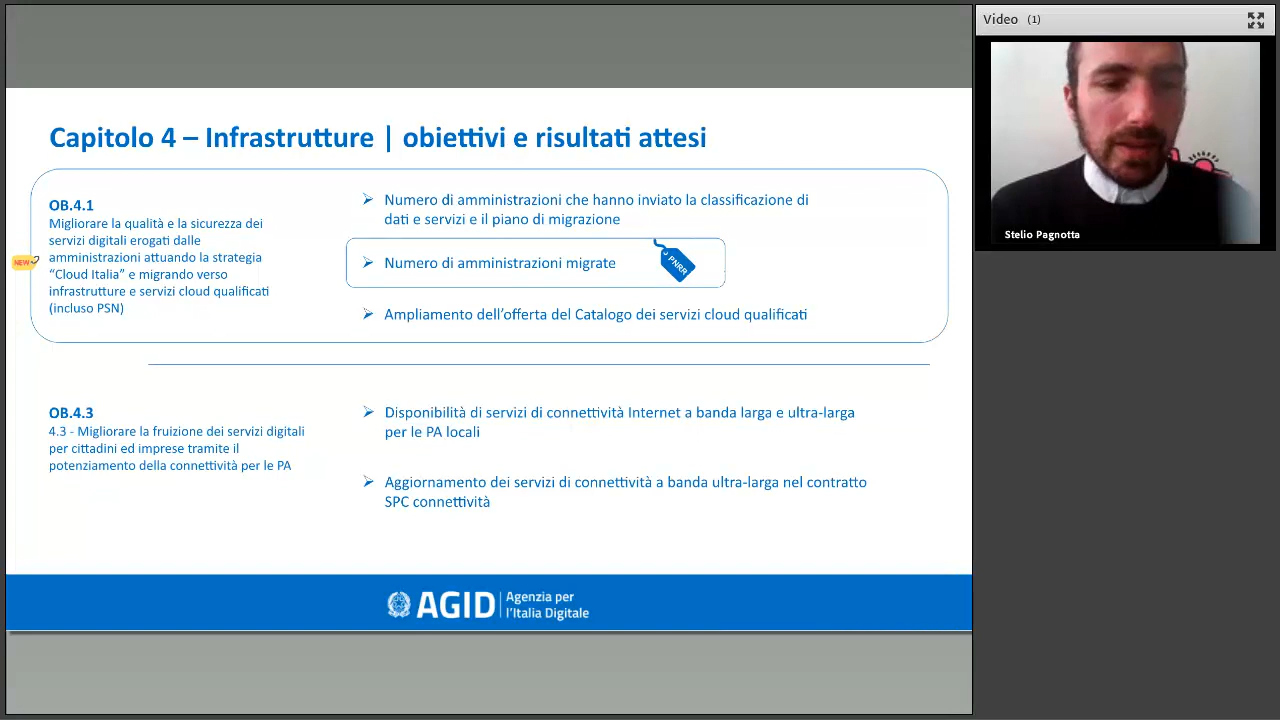 Video (1)
Stelio Pagnotta
Capitolo 4 – Infrastrutture | obiettivi e risultati attesi
OB.4.1
Migliorare la qualità e la sicurezza dei
servizi digitali erogati dalle
amministrazioni attuando la strategia
“Cloud Italia” e migrando verso
infrastrutture e servizi cloud qualificati
(incluso PSN)
NEW
Numero di amministrazioni che hanno inviato la classificazione di
dati e servizi e il piano di migrazione
Numero di amministrazioni migrate
PNRR
Ampliamento dell’offerta del Catalogo dei servizi cloud qualificati
OB.4.3
4.3 - Migliorare la fruizione dei servizi digitali
per cittadini ed imprese tramite il
potenziamento della connettività per le PA
Disponibilità di servizi di connettività Internet a banda larga e ultra-larga
per le PA locali
Aggiornamento dei servizi di connettività a banda ultra-larga nel contratto
SPC connettività
AGID
Agenzia per
l’Italia Digitale